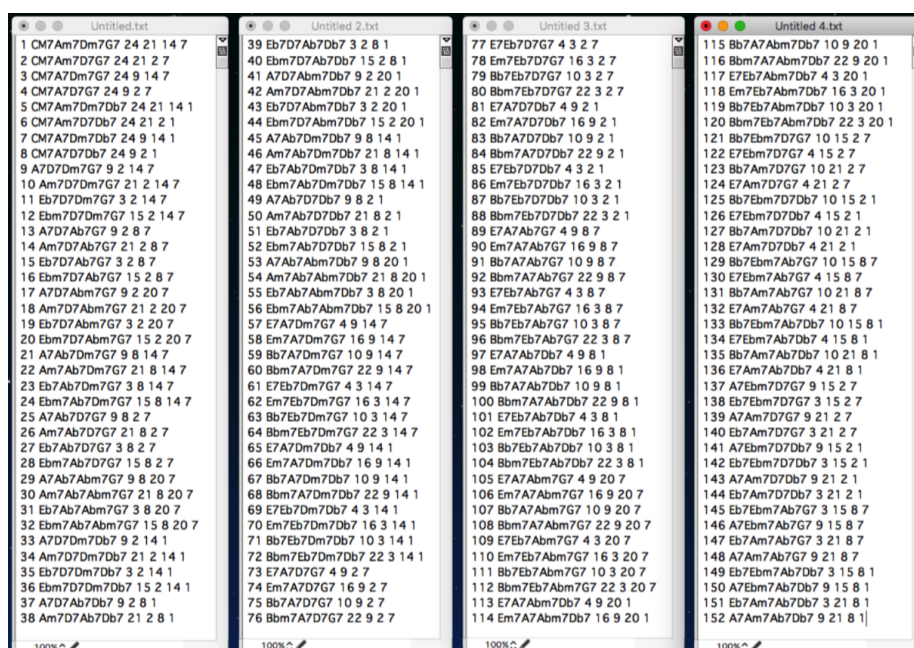 Untitled.txt
1 CM7Am7Dm7G7 24 21 14 7
2 CM7Am7D7G7 24 21 2 7
3 CM7A7Dm7G7 24 9 14 7
4 CM7A7D7G7 24 9 2 7
5 CM7Am7Dm7Db7 24 21 14 1
6 CM7Am7D7Db7 24 21 2 1
7 CM7A7Dm7Db7 24 9 14 1
8 CM7A7D7Db7 24 9 2 1
9 A7D7Dm7G7 9 2 14 7
10 Am7D7Dm7G7 21 2 14 7
11 Eb7D7Dm7G7 3 2 14 7
12 Ebm7D7Dm7G7 15 2 14 7
13 A7D7Ab7G7 9 2 8 7
14 Am7D7Ab7G7 21 2 8 7
15 Eb7D7Ab7G7 3 2 8 7
16 Ebm7D7Ab7G7 15 2 8 7
17 A7D7Abm7G7 9 2 20 7
18 Am7D7Abm7G7 21 2 20 7
19 Eb7D7Abm7G7 3 2 20 7
20 Ebm7D7Abm7G7 15 2 20 7
21 A7Ab7Dm7G7 9 8 14 7
22 Am7Ab7Dm7G7 21 8 14 7
23 Eb7Ab7Dm7G7 3 8 14 7
24 Ebm7Ab7Dm7G7 15 8 14 7
25 A7Ab7D7G7 9 8 2 7
26 Am7Ab7D7G7 21 8 2 7
27 Eb7Ab7D7G7 3 8 2 7
28 Ebm7Ab7D7G7 15 8 2 7
29 A7Ab7Abm7G7 9 8 20 7
30 Am7Ab7Abm7G7 21 8 20 7
31 Eb7Ab7Abm7G7 3 8 20 7
32 Ebm7Ab7Abm7G7 15 8 20 7
33 A7D7Dm7Db7 9 2 14 1
34 Am7D7Dm7Db7 21 2 14 1
35 Eb7D7Dm7Db7 3 2 14 1
36 Ebm7D7Dm7Db7 15 2 14 1
37 A7D7Ab7Db7 9 2 8 1
38 Am7D7Ab7Db7 21 2 8 1
100%
Untitled 2.txt
39 Eb7D7Ab7Db7 3 2 8 1
40 Ebm7D7Ab7Db7 15 2 8 1
41 A7D7Abm7Db7 9 2 20 1
42 Am7D7Abm7Db7 21 2 20 1
43 Eb7D7Abm7Db7 3 2 20 1
44 Ebm7D7Abm7Db7 15 2 20 1
45 A7Ab7Dm7Db7 9 8 14 1
46 Am7Ab7Dm7Db7 21 8 14 1
47 Eb7Ab7Dm7Db7 3 8 14 1
48 Ebm7Ab7Dm7Db7 15 8 14 1
49 A7Ab7D7Db7 9 8 2 1
50 Am7Ab7D7Db7 21 8 2 1
51 Eb7Ab7D7Db7 3 8 2 1
52 Ebm7Ab7D7Db7 15 8 2 1
53 A7Ab7Abm7Db7 9 8 20 1
54 Am7Ab7Abm7Db7 21 8 20 1
55 Eb7Ab7Abm7Db7 3 8 20 1
56 Ebm7Ab7Abm7Db7 15 8 20 1
57 E7A7Dm7G7 4 9 14 7
58 Em7A7Dm7G7 16 9 14 7
59 Bb7A7Dm7G7 10 9 14 7
60 Bbm7A7Dm7G7 22 9 14 7
61 E7Eb7Dm7G7 4 3 14 7
62 Em7Eb7Dm7G7 16 3 14 7
63 Bb7Eb7Dm7G7 10 3 14 7
64 Bbm7Eb7Dm7G7 22 3 14 7
65 E7A7Dm7Db7 4 9 14 1
66 Em7A7Dm7Db7 16 9 14 1
67 Bb7A7Dm7Db7 10 9 14 1
68 Bbm7A7Dm7Db7 22 9 14 1
69 E7Eb7Dm7Db7 4 3 14 1
70 Em7Eb7Dm7Db7 16 3 14 1
71 Bb7Eb7Dm7Db7 10 3 14 1
72 Bbm7Eb7Dm7Db7 22 3 14 1
73 E7A7D7G7 4 9 2 7
74 Em7A7D7G7 16 9 2 7
75 Bb7A7D7G7 10 9 2 7
76 Bbm7A7D7G7 22 9 2 7
100%
Untitled 3.txt
77 E7Eb7D7G7 4 3 2 7
78 Em7Eb7D7G7 16 3 2 7
79 Bb7Eb7D7G7 10 3 2 7
80 Bbm7Eb7D7G7 22 3 2 7
81 E7A7D7Db7 4 9 2 1
82 Em7A7D7Db7 16 9 2 1
83 Bb7A7D7Db7 10 9 2 1
84 Bbm7A7D7Db7 22 9 2 1
85 E7Eb7D7Db7 4 3 2 1
86 Em7Eb7D7Db7 16 3 2 1
87 Bb7Eb7D7Db7 10 3 2 1
88 Bbm7Eb7D7Db7 22 3 2 1
89 E7A7Ab7G7 4 9 8 7
90 Em7A7Ab7G7 16 9 8 7
91 Bb7A7Ab7G7 10 9 8 7
92 Bbm7A7Ab7G7 22 9 8 7
93 E7Eb7Ab7G7 4 3 8 7
94 Em7Eb7Ab7G7 16 3 8 7
95 Bb7Eb7Ab7G7 10 3 8 7
96 Bbm7Eb7Ab7G7 22 3 8 7
97 E7A7Ab7Db7 4 9 8 1
98 Em7A7Ab7Db7 16 9 8 1
99 Bb7A7Ab7Db7 10 9 8 1
100 Bbm7A7Ab7Db7 22 9 8 1
101 E7Eb7Ab7Db7 4 3 8 1
102 Em7Eb7Ab7Db7 16 3 8 1
103 Bb7Eb7Ab7Db7 10 3 8 1
104 Bbm7Eb7Ab7Db7 22 3 8 1
105 E7A7Abm7G7 4 9 20 7
106 Em7A7Abm7G7 16 9 20 7
107 Bb7A7Abm7G7 10 9 20 7
108 Bbm7A7Abm7G7 22 9 20 7
109 E7Eb7Abm7G7 4 3 20 7
110 Em7Eb7Abm7G7 16 3 20 7
111 Bb7Eb7Abm7G7 10 3 20 7
112 Bbm7Eb7Abm7G7 22 3 20 7
113 E7A7Abm7Db7 4 9 20 1
114 Em7A7Abm7Db7 16 9 20 1
100%
Untitled 4.txt
115 Bb7A7Abm7Db7 10 9 20 1
116 Bbm7A7Abm7Db7 22 9 20 1
117 E7Eb7Abm7Db7 4 3 20 1
118 Em7Eb7Abm7Db7 16 3 20 1
119 Bb7Eb7Abm7Db7 10 3 20 1
120 Bbm7Eb7Abm7Db7 22 3 20 1
121 Bb7Ebm7D7G7 10 15 2 7
122 E7Ebm7D7G7 4 15 2 7
123 Bb7Am7D7G7 10 21 2 7
124 E7Am7D7G7 4 21 2 7
125 Bb7Ebm7D7Db7 10 15 2 1
126 E7Ebm7D7Db7 4 15 2 1
127 Bb7Am7D7Db7 10 21 2 1
128 E7Am7D7Db7 4 21 2 1
129 Bb7Ebm7Ab7G7 10 15 8 7
130 E7Ebm7Ab7G7 4 15 8 7
131 Bb7Am7Ab7G7 10 21 8 7
132 E7Am7Ab7G7 4 21 8 7
133 Bb7Ebm7Ab7Db7 10 15 8 1
134 E7Ebm7Ab7Db7 4 15 8 1
135 Bb7Am7Ab7Db7 10 21 8 1
136 E7Am7Ab7Db7 4 21 8 1
137 A7Ebm7D7G7 9 15 2 7
138 Eb7Ebm7D7G7 3 15 2 7
139 A7Am7D7G7 9 21 2 7
140 Eb7Am7D7G7 3 21 2 7
141 A7Ebm7D7Db7 9 15 2 1
142 Eb7Ebm7D7Db7 3 15 2 1
143 A7Am7D7Db7 9 21 2 1
144 Eb7Am7D7Db7 3 21 2 1
145 Eb7Ebm7Ab7G7 3 15 8 7
146 A7Ebm7Ab7G7 9 15 8 7
147 Eb7Am7Ab7G7 3 21 8 7
148 A7Am7Ab7G7 9 21 8 7
149 Eb7Ebm7Ab7Db7 3 15 8 1
150 A7Ebm7Ab7Db7 9 15 8 1
151 Eb7Am7Ab7Db7 3 21 8 1
152 A7Am7Ab7Db7 9 21 8 1
100%